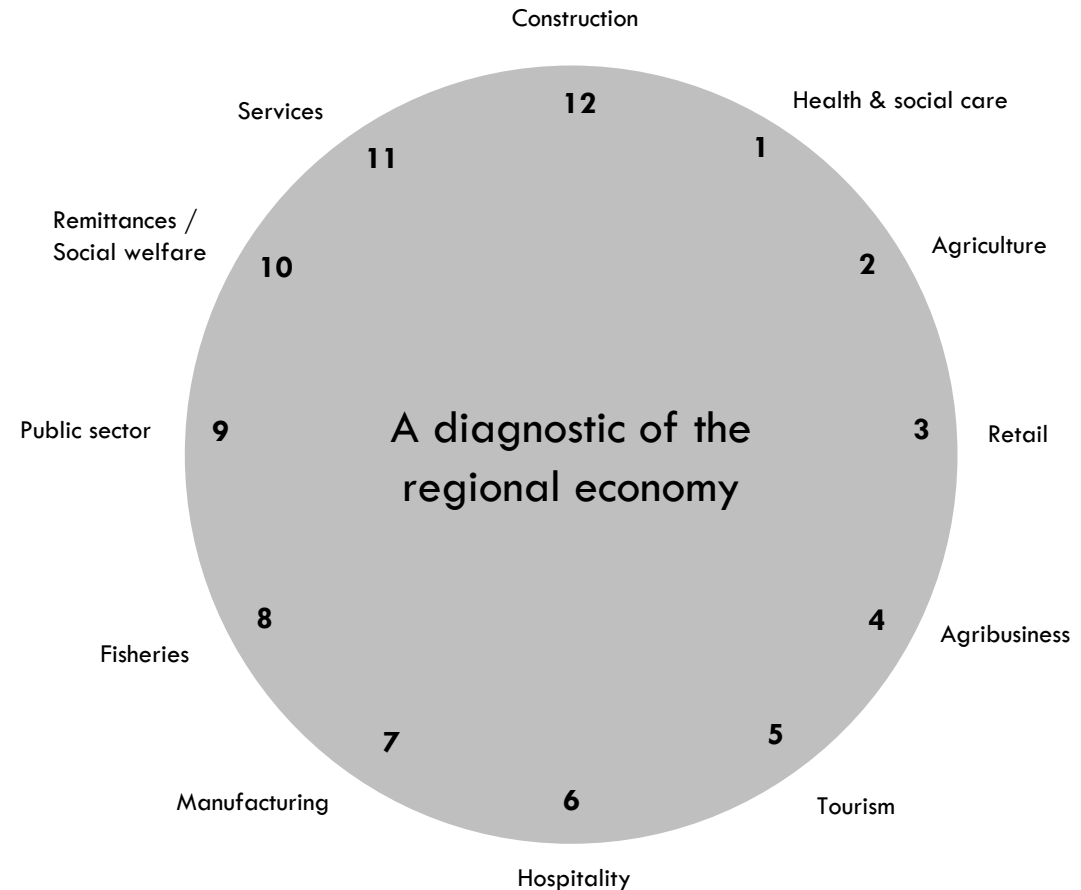 Construction
12
Health & social care
1
Agriculture
2
3
Retail
4
Agribusiness
5
Tourism
6
Hospitality
7
Manufacturing
8
Fisheries
Public sector
9
Remittances /
Social welfare
10
Services
11
A diagnostic of the
regional economy